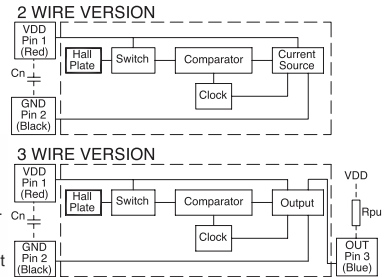 2 WIRE VERSION
VDD
Pin 1
(Red)
Cn
GND
Pin 2
(Black)
Hall
Plate
Switch
Comparator
Current
Source
Clock
3 WIRE VERSION
VDD
Pin 1
(Red)
Cn
GND
Pin 2
(Black)
Hall
Plate
Switch
Comparator
Output
Clock
VDD
Rpu
OUT
Pin 3
(Blue)
t